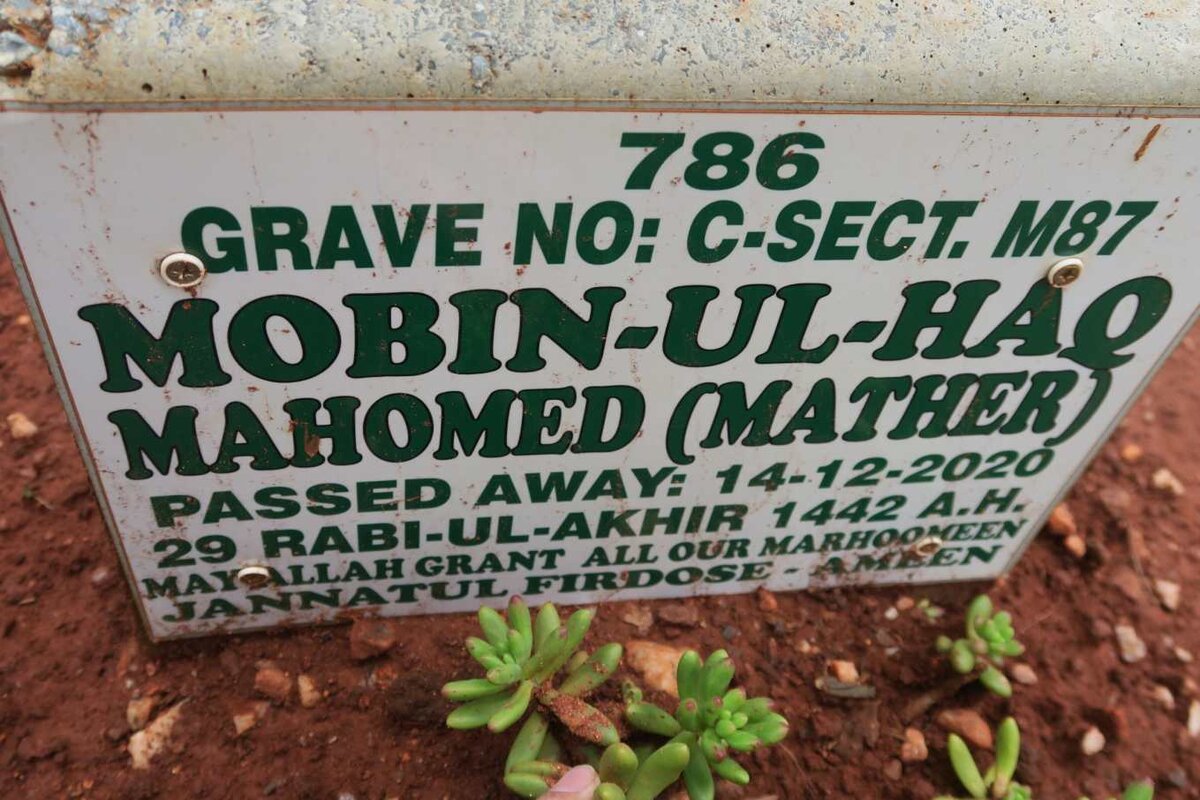 786
GRAVE NO: C-SECT. M87
MOBIN-UL-HAQ
MAHOMED (MATHER)
PASSED AWAY: 14-12-2020
29 RABI-UL-AKHIR 1442 A.H.
MAY ALLAH GRANT ALL OUR MARHOOMEEN
JANNATUL FIRDOSE - AMEEN